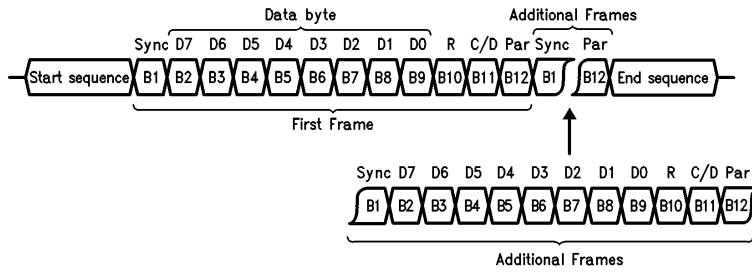 Data byte
Additional Frames
Sync D7 D6 D5 D4 D3 D2 D1 D0 R C/D Par Sync Par
Start sequence B1 B2 B3 B4 B5 B6 B7 B8 B9 B10 B11 B12 B1 B12 End sequence
First Frame
Sync D7 D6 D5 D4 D3 D2 D1 D0 R C/D Par
B1 B2 B3 B4 B5 B6 B7 B8 B9 B10 B11 B12
Additional Frames